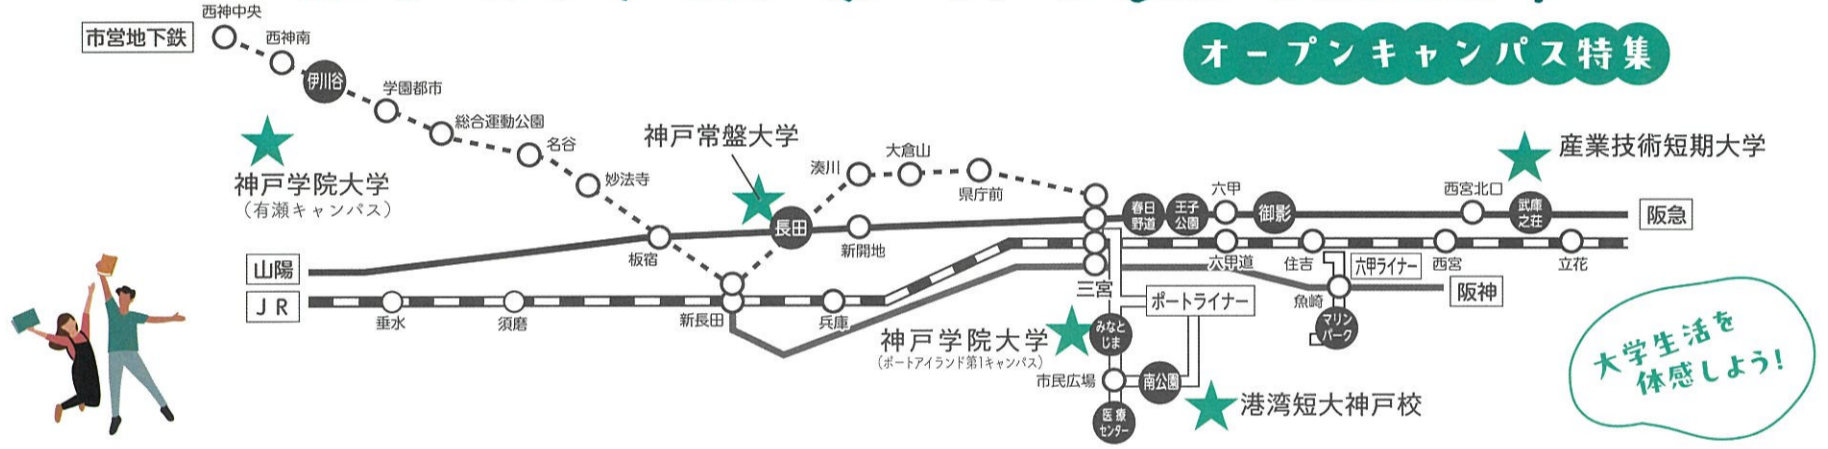 オープンキャンパス特集
市営地下鉄
西神中央
西神南
伊川谷
学園都市
総合運動公園
名谷
妙法寺
板宿
神戸学院大学
（有瀬キャンパス）
神戸常盤大学
長田
湊川
大倉山
県庁前
新開地
春日
野道
王子
公園
六甲
御影
西宮北口
武庫
之荘
産業技術短期大学
阪急
山陽
JR
垂水
須磨
新長田
兵庫
三宮
六甲道
住吉
六甲ライナー
西宮
立花
魚崎
阪神
マリン
パーク
ポートライナー
神戸学院大学
（ポートアイランド第1キャンパス）
みなと
じま
市民広場
南公園
医療
センター
港湾短大神戸校
大学生活を
体感しよう!